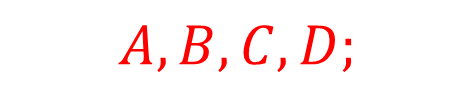 A, B, C, D;